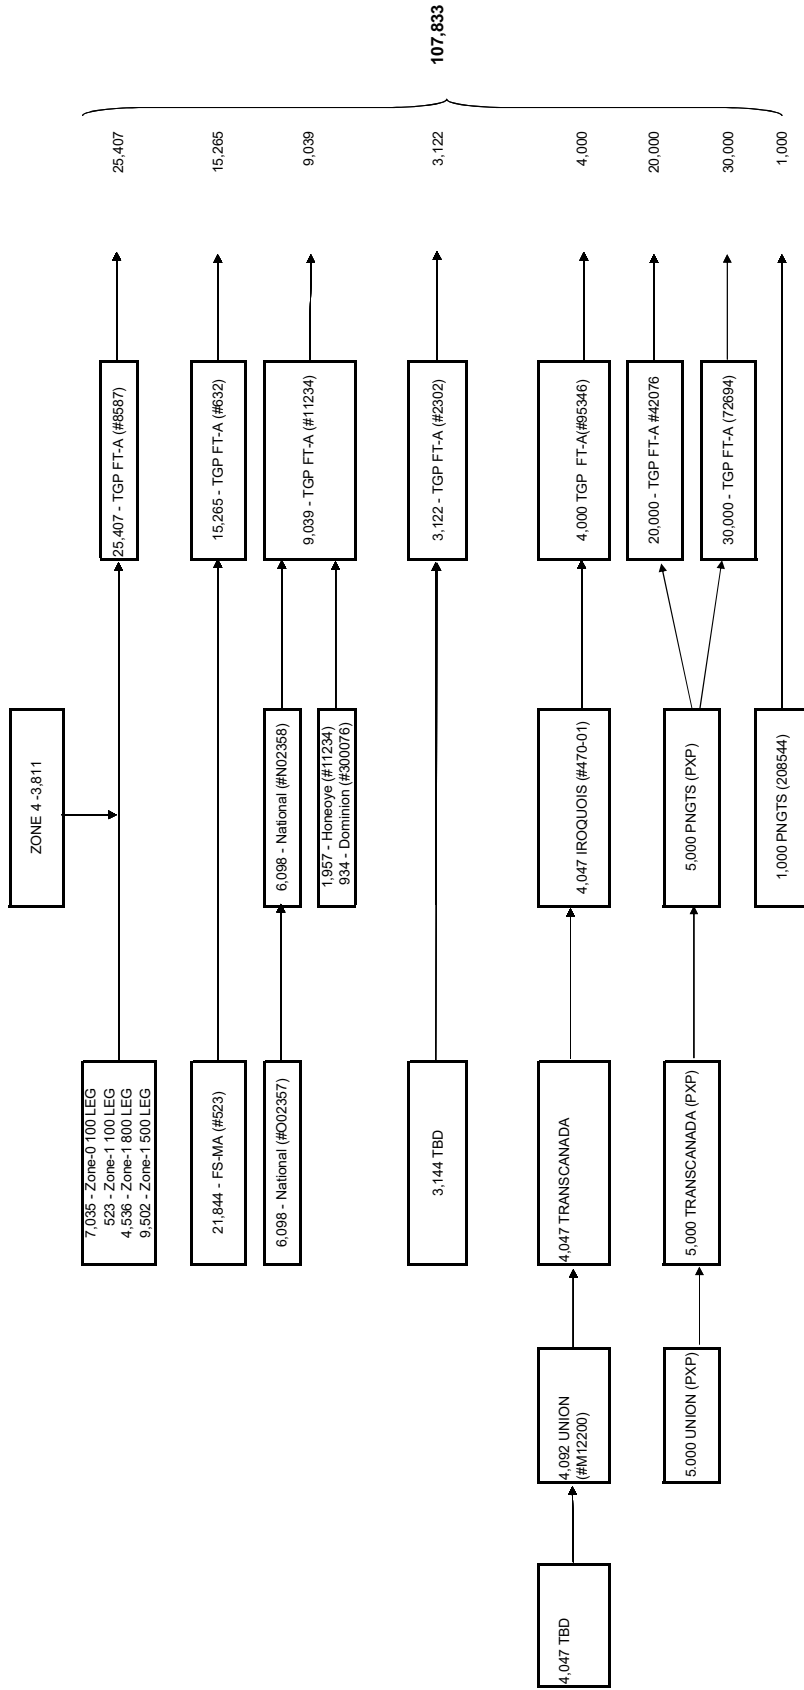 ZONE 4 -3,811
7,035 - Zone-0 100 LEG
523 - Zone-1 100 LEG
4,536 - Zone-1 800 LEG
9,502 - Zone-1 500 LEG
25,407 - TGP FT-A (#8587)
25,407
21,844 - FS-MA (#523)
15,265 - TGP FT-A (#632)
15,265
6,098 - National (#O02357)
6,098 - National (#N02358)
1,957 - Honeoye (#11234)
934 - Dominion (#300076)
9,039 - TGP FT-A (#11234)
9,039
3,144 TBD
3,122 - TGP FT-A (#2302)
3,122
4,047 TBD
4,092 UNION
(#M12200)
4,047 TRANSCANADA
4,047 IROQUOIS (#470-01)
4,000 TGP FT-A(#95346)
4,000
5.000 UNION (PXP)
5,000 TRANSCANADA (PXP)
5,000 PNGTS (PXP)
20,000 - TGP FT-A #42076
20,000
30,000 - TGP FT-A (72694)
30,000
1,000 PNGTS (208544)
1,000
107,833